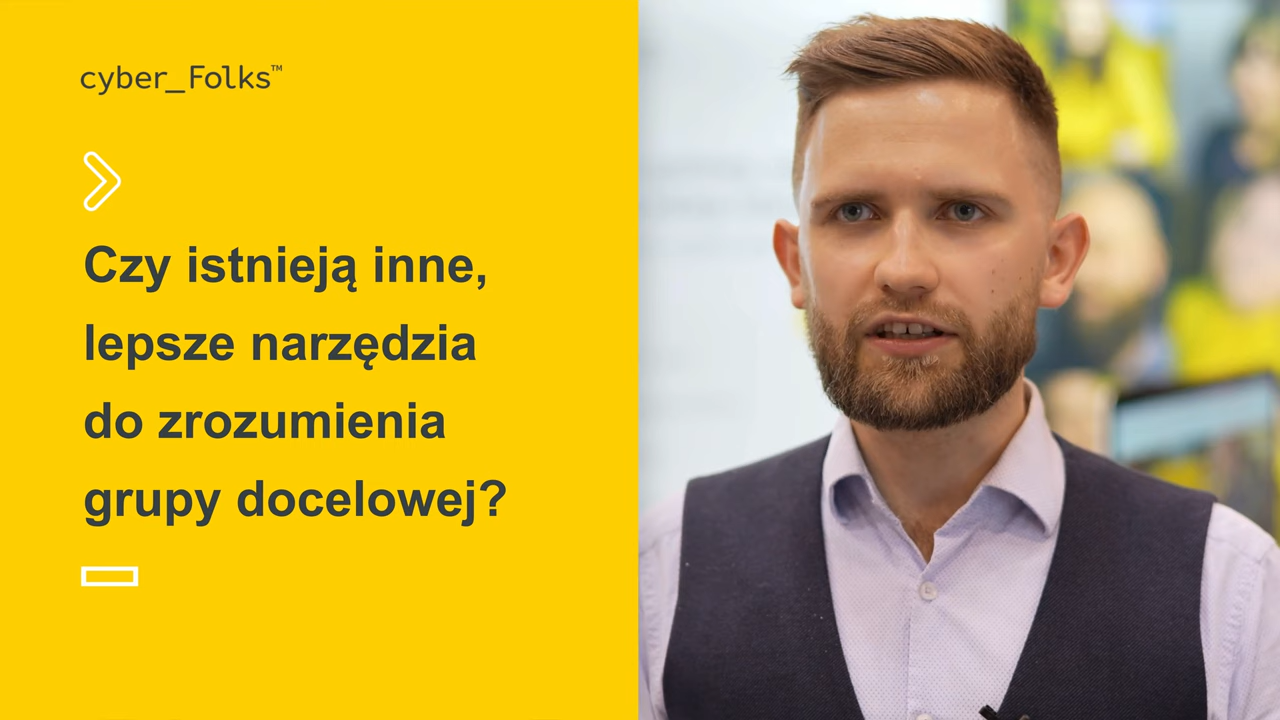 cyber_Folks™
Czy istnieją inne,
lepsze narzędzia
do zrozumienia
grupy docelowej?